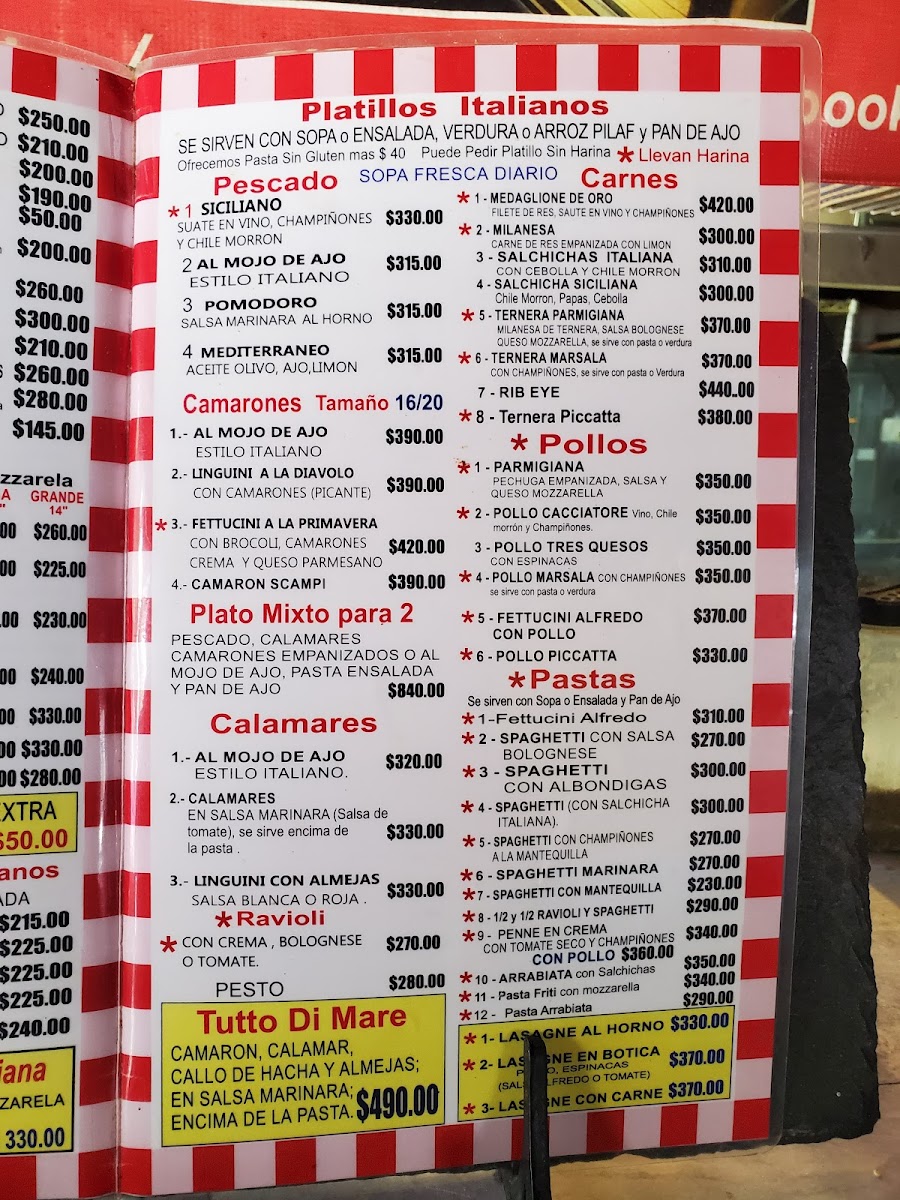 ook
$250.00
$210.00
$200.00
$190.00
$50.00
$200.00
$260.00
$300.00
$210.00
$260.00
$280.00
$145.00
zzarela
GRANDE
14"
00 $260.00
00 $225.00
.00 $230.00
00 $240.00
00 $330.00
00 $330.00
00 $280.00
EXTRA
$50.00
anos
ADA
$215.00
$225.00
$225.00
$225.00
$240.00
iana
ZZARELA
330.00
Platillos Italianos
SE SIRVEN CON SOPA o ENSALADA, VERDURA o ARROZ PILAF y PAN DE AJO
Ofrecemos Pasta Sin Gluten mas $ 40 Puede Pedir Platillo Sin Harina * Llevan Harina
SOPA FRESCA DIARIO
Pescado
* 1 SICILIANO
SUATE EN VINO, CHAMPIÑONES $330.00
Y CHILE MORRON
2 AL MOJO DE AJO $315.00
ESTILO ITALIANO
3 POMODORO $315.00
SALSA MARINARA AL HORNO
4 MEDITERRANEO $315.00
ACEITE OLIVO, AJO,LIMON
Camarones Tamaño 16/20
1.- AL MOJO DE AJO $390.00
ESTILO ITALIANO
2.- LINGUINI A LA DIAVOLO $390.00
CON CAMARONES (PICANTE)
* 3.- FETTUCINI A LA PRIMAVERA
CON BROCOLI, CAMARONES $420.00
CREMA Y QUESO PARMESANO
4.- CAMARON SCAMPI $390.00
Plato Mixto para 2
PESCADO, CALAMARES
CAMARONES EMPANIZADOS O AL
MOJO DE AJO, PASTA ENSALADA
Y PAN DE AJO $840.00
Calamares
1.- AL MOJO DE AJO $320.00
ESTILO ITALIANO.
2.- CALAMARES
EN SALSA MARINARA (Salsa de
tomate), se sirve encima de $330.00
la pasta .
3.- LINGUINI CON ALMEJAS $330.00
SALSA BLANCA O ROJA .
*Ravioli
* CON CREMA , BOLOGNESE $270.00
O TOMATE.
PESTO $280.00
Tutto Di Mare
CAMARON, CALAMAR,
CALLO DE HACHA Y ALMEJAS;
EN SALSA MARINARA;
ENCIMA DE LA PASTA. $490.00
Carnes
* 1 - MEDAGLIONE DE ORO $420.00
FILETE DE RES, SAUTE EN VINO Y CHAMPIÑONES
* 2 - MILANESA $300.00
CARNE DE RES EMPANIZADA CON LIMON
3 - SALCHICHAS ITALIANA $310.00
CON CEBOLLA Y CHILE MORRON
4 - SALCHICHA SICILIANA $300.00
Chile Morron, Papas, Cebolla
* 5 - TERNERA PARMIGIANA $370.00
MILANESA DE TERNERA, SALSA BOLOGNESE
QUESO MOZZARELLA, se sirve con pasta o verdura
* 6 - TERNERA MARSALA $370.00
CON CHAMPIÑONES, se sirve con pasta o Verdura
7 - RIB EYE $440..00
* 8 - Ternera Piccatta $380.00
* Pollos
* 1 - PARMIGIANA $350.00
PECHUGA EMPANIZADA, SALSA Y
QUESO MOZZARELLA
* 2 - POLLO CACCIATORE Vino, Chile $350.00
morrón y Champiñones.
3 - POLLO TRES QUESOS $350.00
CON ESPINACAS
* 4 - POLLO MARSALA CON CHAMPIÑONES $350.00
se sirve con pasta o verdura
* 5 - FETTUCINI ALFREDO $370.00
CON POLLO
* 6 - POLLO PICCATTA $330.00
*Pastas
Se sirven con Sopa o Ensalada y Pan de Ajo
* 1-Fettucini Alfredo $310.00
* 2 - SPAGHETTI CON SALSA $270.00
BOLOGNESE
* 3 - SPAGHETTI $300.00
CON ALBONDIGAS
* 4 - SPAGHETTI (CON SALCHICHA $300.00
ITALIANA).
* 5 - SPAGHETTI CON CHAMPIÑONES $270.00
A LA MANTEQUILLA
* 6 - SPAGHETTI MARINARA $270.00
* 7 - SPAGHETTI CON MANTEQUILLA $230.00
* 8 - 1/2 y 1/2 RAVIOLI Y SPAGHETTI $290.00
* 9 - PENNE EN CREMA $340.00
CON TOMATE SECO Y CHAMPIÑONES
CON POLLO $360.00
* 10 - ARRABIATA con Salchichas $350.00
* 11 - Pasta Friti con mozzarella $340.00
* 12 - Pasta Arrabiata $290.00
* 1- LASAGNE AL HORNO $330.00
* 2- LASAGNE EN BOTICA $370.00
ESPINACAS
ALFREDO O TOMATE)
* 3- LASAGNE CON CARNE $370.00